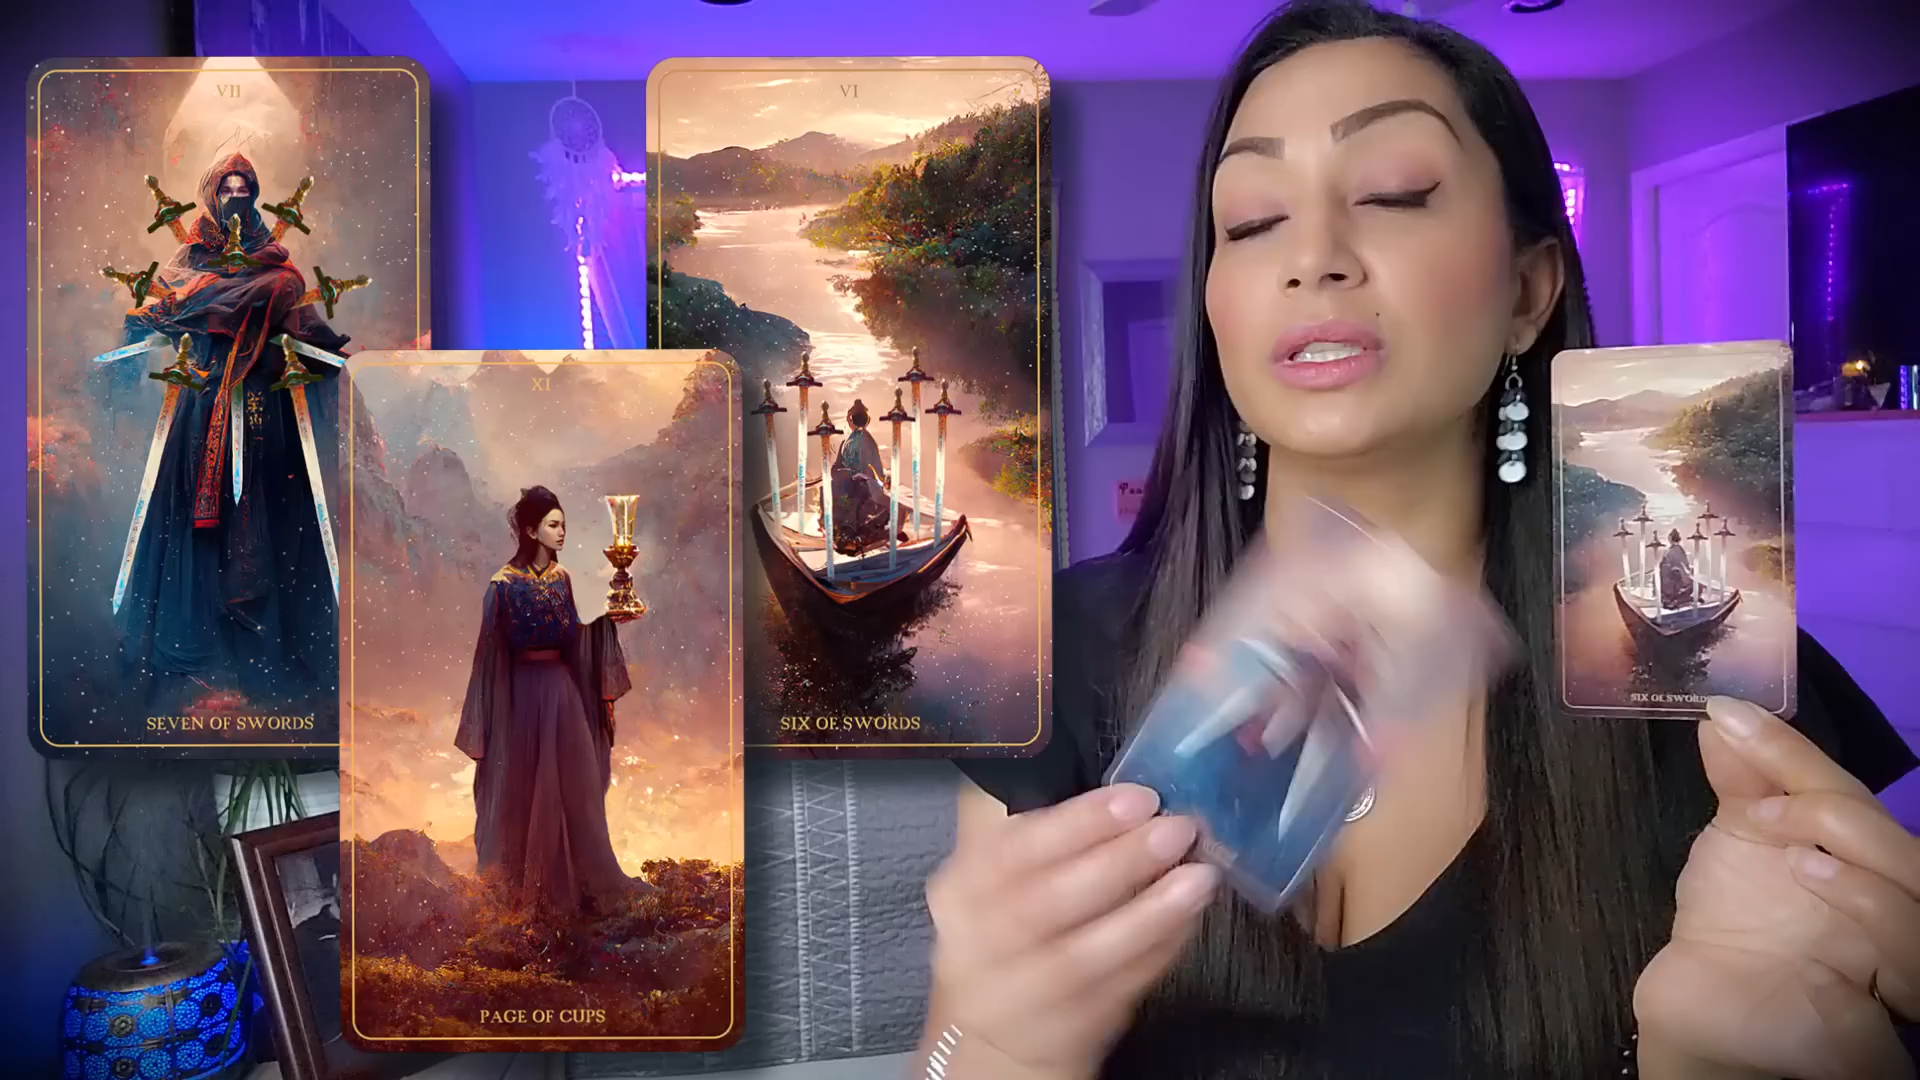 VII
SEVEN OF SWORDS
XI
PAGE OF CUPS
VI
SIX OF SWORDS
SIX OF SWORDS